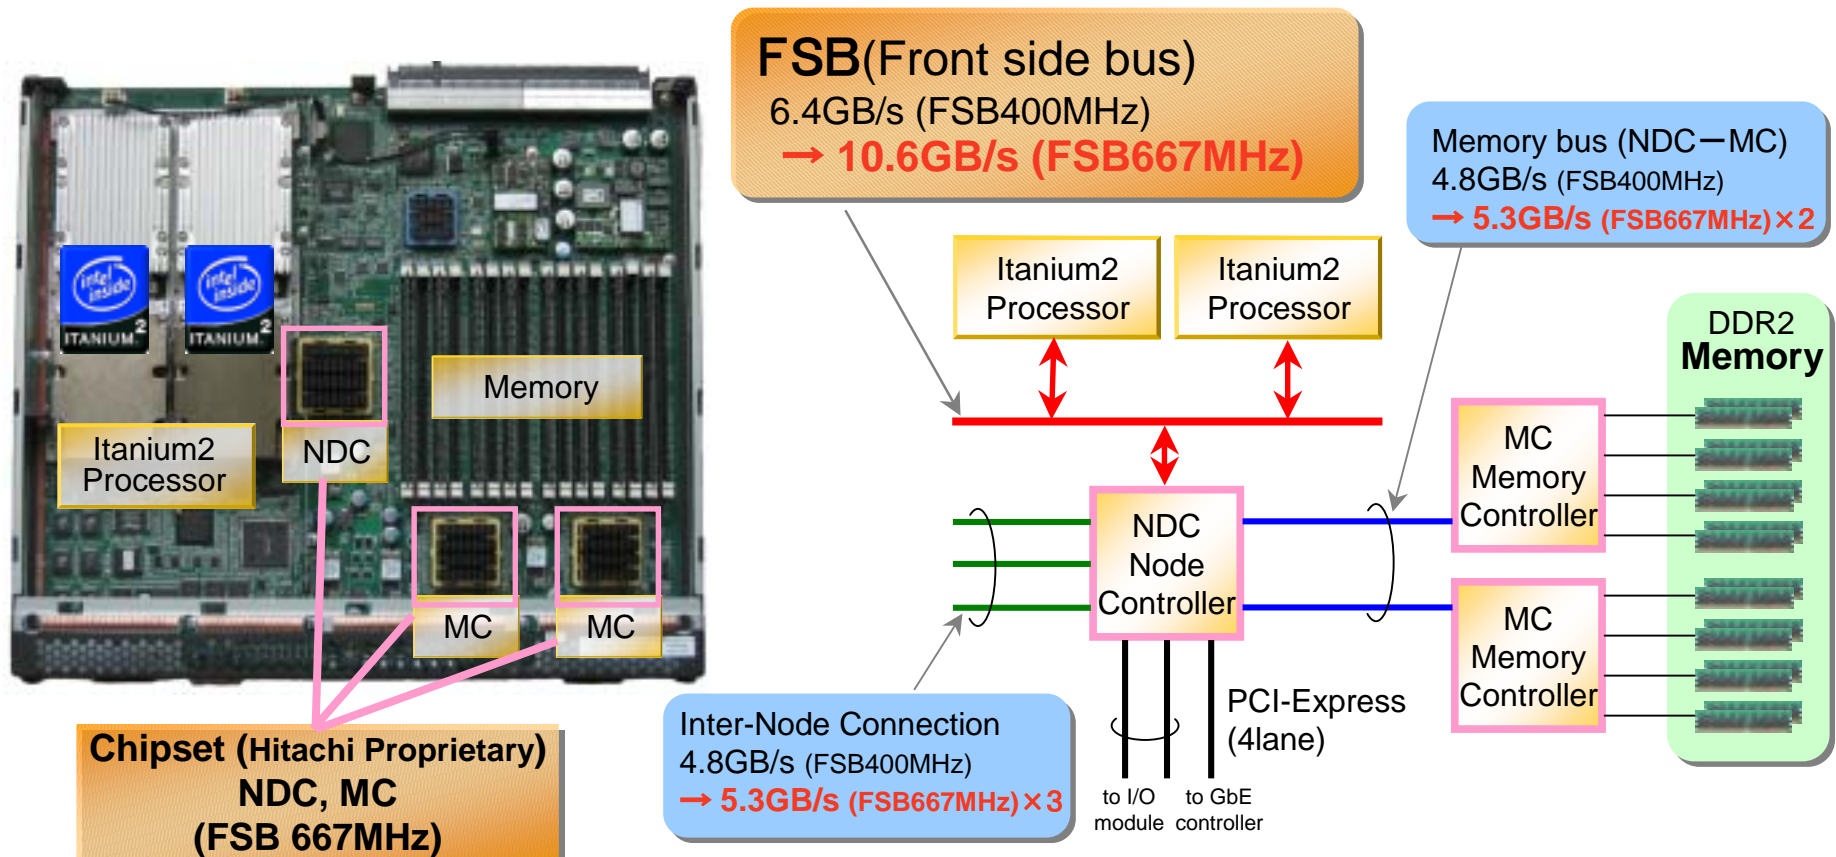 FSB(Front side bus)
6.4GB/s (FSB400MHz)
→ 10.6GB/s (FSB667MHz)
Memory bus (NDC－MC)
4.8GB/s (FSB400MHz)
→ 5.3GB/s (FSB667MHz)×2
intel
inside
ITANIUM 2
intel
inside
ITANIUM 2
Itanium2
Processor
NDC
Memory
MC
MC
Chipset (Hitachi Proprietary)
NDC, MC
(FSB 667MHz)
Itanium2
Processor
Itanium2
Processor
DDR2
Memory
MC
Memory
Controller
NDC
Node
Controller
MC
Memory
Controller
Inter-Node Connection
4.8GB/s (FSB400MHz)
→ 5.3GB/s (FSB667MHz)×3
PCI-Express
(4lane)
to I/O
module
to GbE
controller